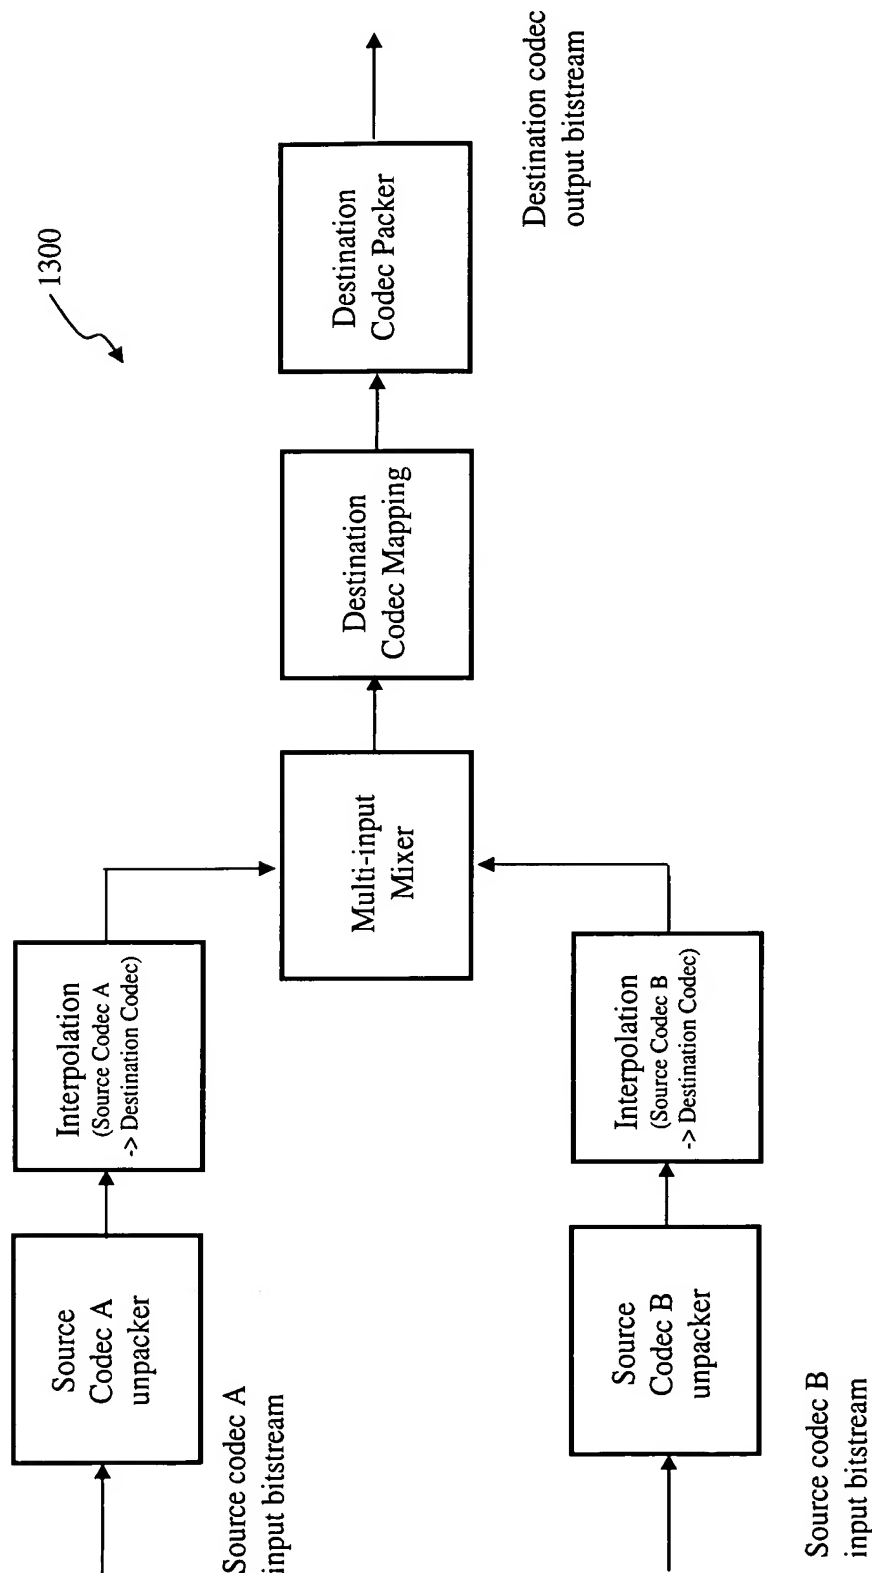 1300
Source codec A
input bitstream
Source
Codec A
unpacker
Interpolation
(Source Codec A
-> Destination Codec)
Source codec B
input bitstream
Source
Codec B
unpacker
Interpolation
(Source Codec B
-> Destination Codec)
Multi-input
Mixer
Destination
Codec Mapping
Destination
Codec Packer
Destination codec
output bitstream